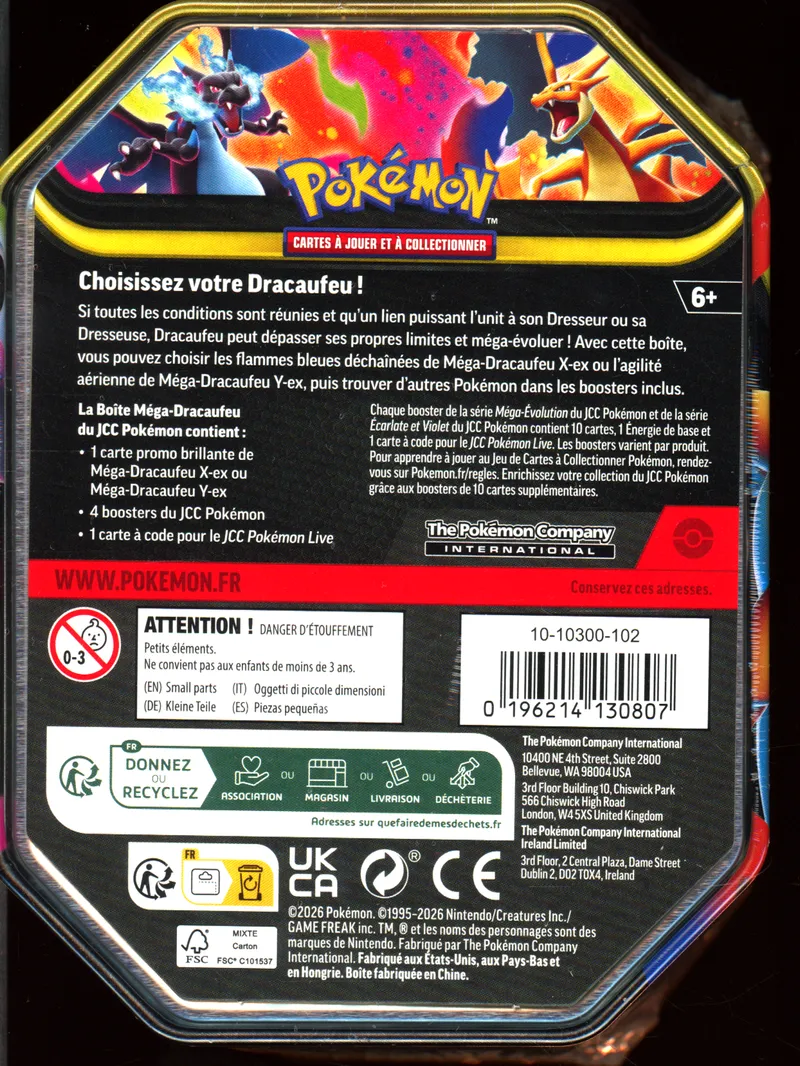 POKÉMON
TM
CARTES À JOUER ET À COLLECTIONNER
Choisissez votre Dracaufeu !
6+
Si toutes les conditions sont réunies et qu'un lien puissant l'unit à son Dresseur ou sa
Dresseuse, Dracaufeu peut dépasser ses propres limites et méga-évoluer ! Avec cette boîte,
vous pouvez choisir les flammes bleues déchaînées de Méga-Dracaufeu X-ex ou l'agilité
aérienne de Méga-Dracaufeu Y-ex, puis trouver d'autres Pokémon dans les boosters inclus.
La Boîte Méga-Dracaufeu
du JCC Pokémon contient :
• 1 carte promo brillante de
Méga-Dracaufeu X-ex ou
Méga-Dracaufeu Y-ex
• 4 boosters du JCC Pokémon
• 1 carte à code pour le JCC Pokémon Live
Chaque booster de la série Méga-Évolution du JCC Pokémon et de la série
Écarlate et Violet du JCC Pokémon contient 10 cartes, 1 Énergie de base et
1 carte à code pour le JCC Pokémon Live. Les boosters varient par produit.
Pour apprendre à jouer au Jeu de Cartes à Collectionner Pokémon, rendez-
vous sur Pokemon.fr/regles. Enrichissez votre collection du JCC Pokémon
grâce aux boosters de 10 cartes supplémentaires.
The Pokémon Company
INTERNATIONAL
WWW.POKEMON.FR
Conservez ces adresses.
0-3
ATTENTION ! DANGER D'ÉTOUFFEMENT
Petits éléments.
Ne convient pas aux enfants de moins de 3 ans.
(EN) Small parts (IT) Oggetti di piccole dimensioni
(DE) Kleine Teile (ES) Piezas pequeñas
10-10300-102
0 196214 130807
FR
DONNEZ
OU
RECYCLEZ
ASSOCIATION
OU
MAGASIN
OU
LIVRAISON
OU
DÉCHÈTERIE
Adresses sur quefairedemesdechets.fr
The Pokémon Company International
10400 NE 4th Street, Suite 2800
Bellevue, WA 98004 USA
3rd Floor Building 10, Chiswick Park
566 Chiswick High Road
London, W4 5XS United Kingdom
The Pokémon Company International
Ireland Limited
3rd Floor, 2 Central Plaza, Dame Street
Dublin 2, D02 T0X4, Ireland
FR
UK
CA
®
CE
MIXTE
Carton
FSC
FSC® C101537
©2026 Pokémon. ©1995-2026 Nintendo/Creatures Inc./
GAME FREAK inc. TM, ® et les noms des personnages sont des
marques de Nintendo. Fabriqué par The Pokémon Company
International. Fabriqué aux États-Unis, aux Pays-Bas et
en Hongrie. Boîte fabriquée en Chine.